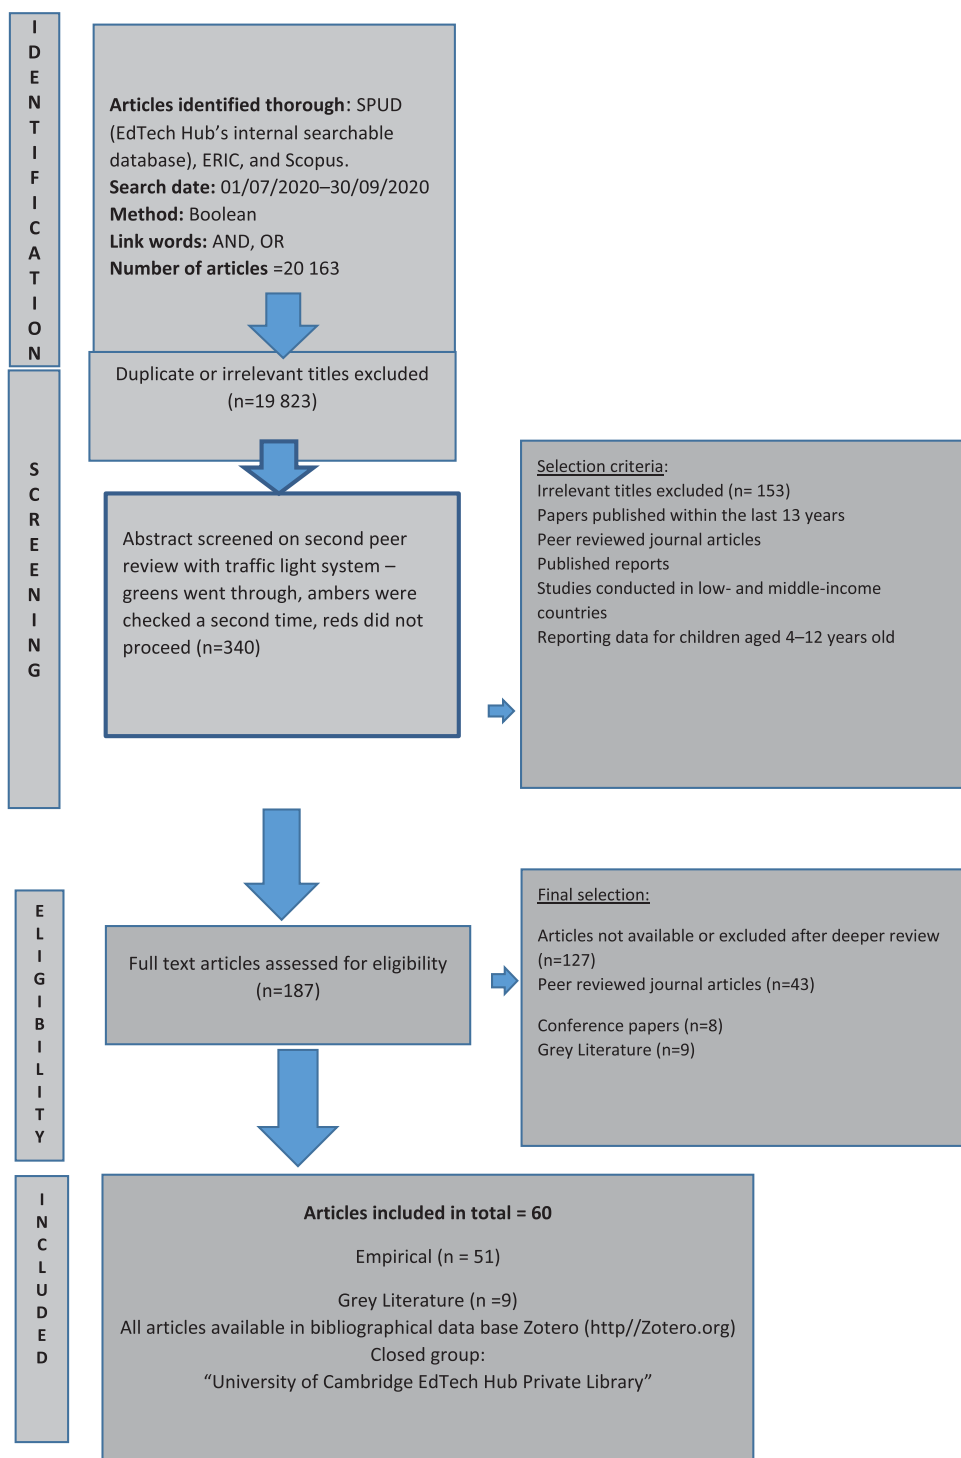 IDENTIFICATION
Articles identified thorough: SPUD
(EdTech Hub's internal searchable
database), ERIC, and Scopus.
Search date: 01/07/2020–30/09/2020
Method: Boolean
Link words: AND, OR
Number of articles =20 163
SCREENING
Duplicate or irrelevant titles excluded
(n=19 823)
Abstract screened on second peer
review with traffic light system –
greens went through, ambers were
checked a second time, reds did not
proceed (n=340)
Selection criteria:
Irrelevant titles excluded (n= 153)
Papers published within the last 13 years
Peer reviewed journal articles
Published reports
Studies conducted in low- and middle-income
countries
Reporting data for children aged 4–12 years old
ELIGIBILITY
Full text articles assessed for eligibility
(n=187)
Final selection:
Articles not available or excluded after deeper review
(n=127)
Peer reviewed journal articles (n=43)
Conference papers (n=8)
Grey Literature (n=9)
INCLUDED
Articles included in total = 60
Empirical (n = 51)
Grey Literature (n =9)
All articles available in bibliographical data base Zotero (http//Zotero.org)
Closed group:
“University of Cambridge EdTech Hub Private Library”